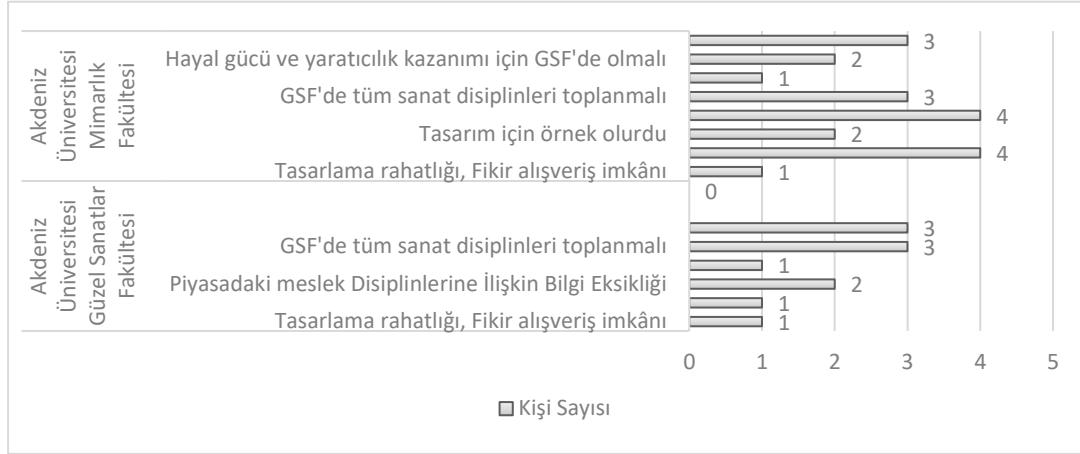 Akdeniz
Üniversitesi
Mimarlık
Fakültesi
3
Hayal gücü ve yaratıcılık kazanımı için GSF'de olmalı
2
1
GSF'de tüm sanat disiplinleri toplanmalı
3
4
Tasarım için örnek olurdu
2
4
Tasarlama rahatlığı, Fikir alışveriş imkânı
1
0
Akdeniz
Üniversitesi
Güzel Sanatlar
Fakültesi
3
GSF'de tüm sanat disiplinleri toplanmalı
3
1
Piyasadaki meslek Disiplinlerine İlişkin Bilgi Eksikliği
2
1
Tasarlama rahatlığı, Fikir alışveriş imkânı
1
0 1 2 3 4 5
Kişi Sayısı